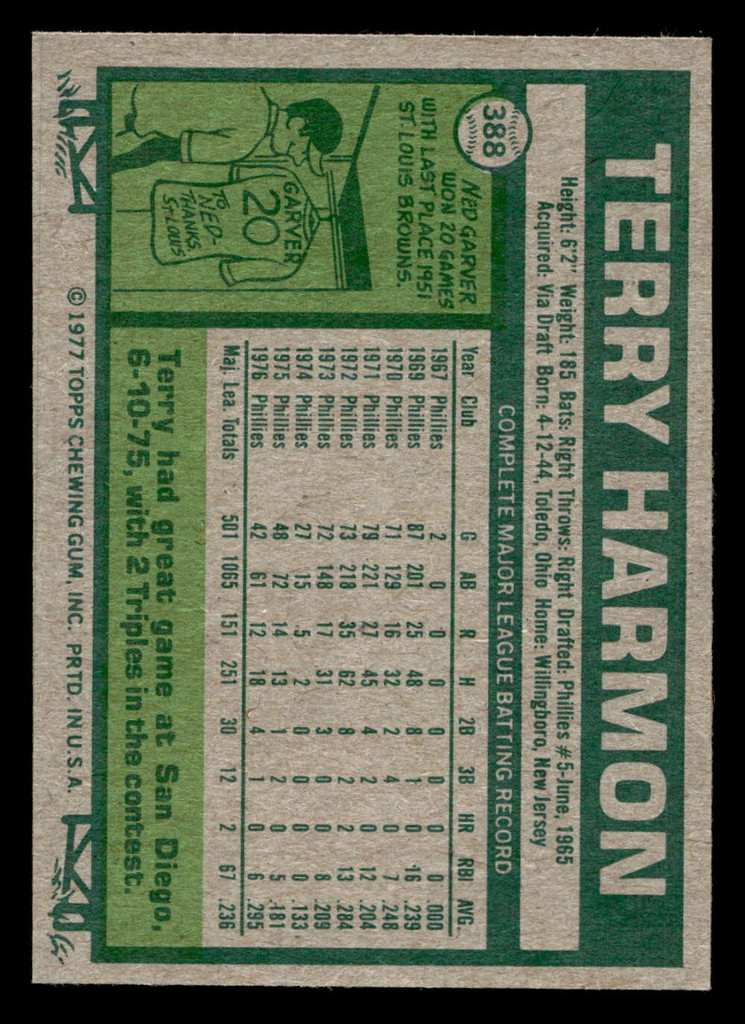 388
TERRY HARMON
Height: 6'2" Weight: 185 Bats: Right Throws: Right Drafted: Phillies #5-June, 1965
Acquired: Via Draft Born: 4-12-44, Toledo, Ohio Home: Willingboro, New Jersey
COMPLETE MAJOR LEAGUE BATTING RECORD
Year Club G AB R H 2B 3B HR RBI AVG.
1967 Phillies 2 0 0 0 0 0 0 0 .000
1969 Phillies 87 201 25 48 8 1 0 16 .239
1970 Phillies 71 129 16 32 2 4 0 7 .248
1971 Phillies 79 221 27 45 4 2 0 12 .204
1972 Phillies 73 218 35 62 8 2 2 13 .284
1973 Phillies 72 148 17 31 3 0 0 8 .209
1974 Phillies 27 15 5 2 0 0 0 0 .133
1975 Phillies 48 72 14 13 1 2 0 5 .181
1976 Phillies 42 61 12 18 4 1 0 6 .295
Maj. Lea. Totals 501 1065 151 251 30 12 2 67 .236
NED GARVER
WON 20 GAMES
WITH LAST PLACE 1951
ST. LOUIS BROWNS.
GARVER
20
TO NED-
THANKS
ST. LOUIS
Terry had great game at San Diego,
6-10-75, with 2 Triples in the contest.
© 1977 TOPPS CHEWING GUM, INC. PRTD. IN U.S.A.